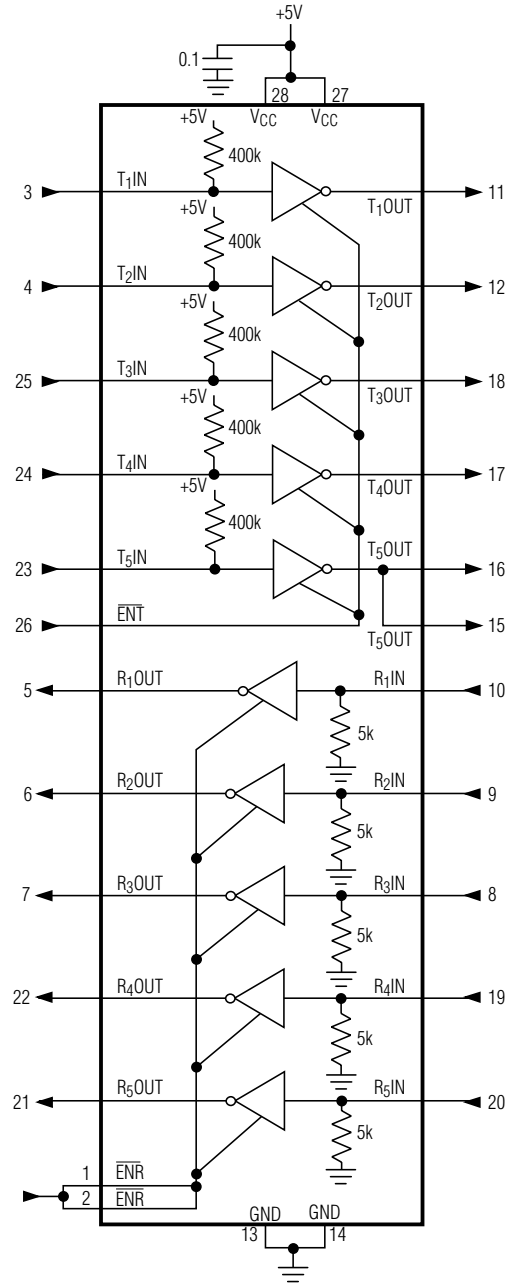 +5V
0.1
28 27
VCC VCC
+5V
400k
3 T1IN T1OUT 11
+5V
400k
4 T2IN T2OUT 12
+5V
400k
25 T3IN T3OUT 18
+5V
400k
24 T4IN T4OUT 17
+5V
400k
23 T5IN T5OUT 16
26 ENT T5OUT 15
5 R1OUT R1IN 10
5k
6 R2OUT R2IN 9
5k
7 R3OUT R3IN 8
5k
22 R4OUT R4IN 19
5k
21 R5OUT R5IN 20
5k
1 ENR
2 ENR
GND GND
13 14